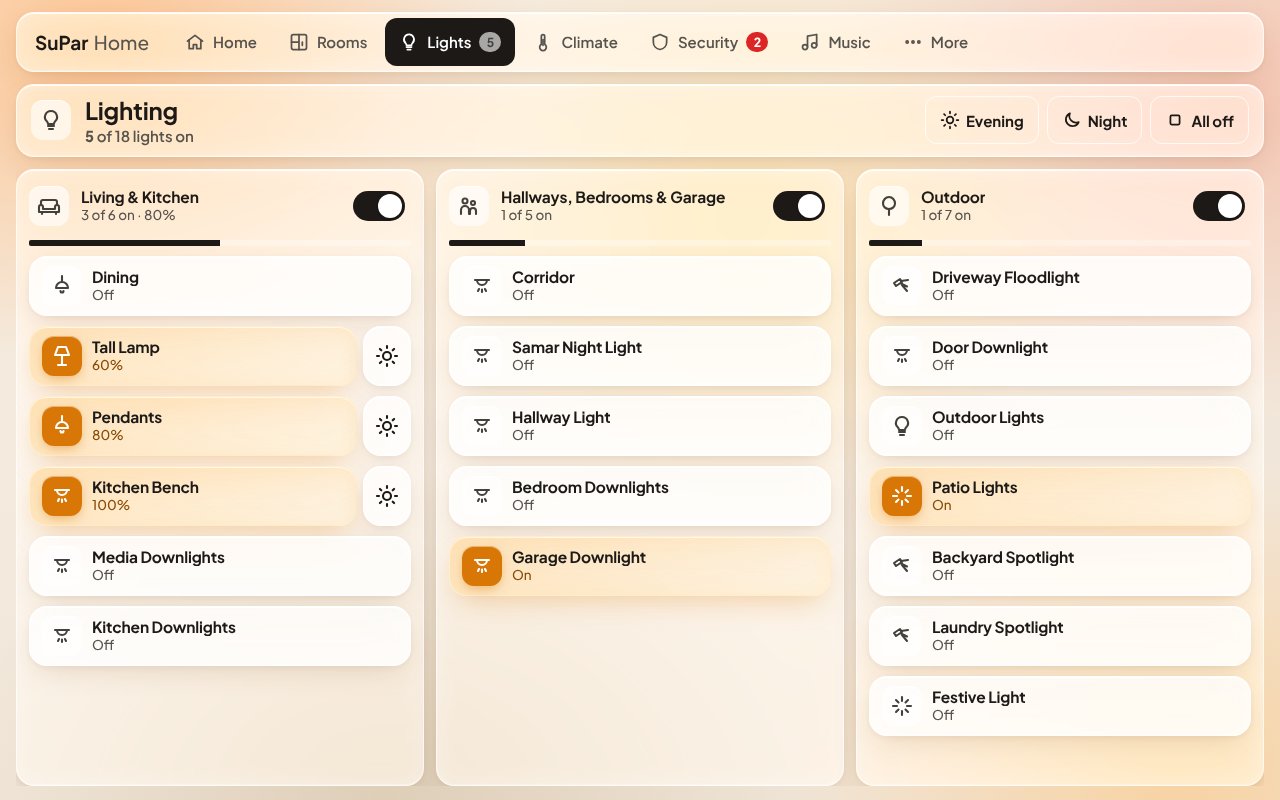 SuPar Home
Home
Rooms
Lights 5
Climate
Security 2
Music
More
Lighting
5 of 18 lights on
Evening
Night
All off
Living & Kitchen
3 of 6 on · 80%
Dining
Off
Tall Lamp
60%
Pendants
80%
Kitchen Bench
100%
Media Downlights
Off
Kitchen Downlights
Off
Hallways, Bedrooms & Garage
1 of 5 on
Corridor
Off
Samar Night Light
Off
Hallway Light
Off
Bedroom Downlights
Off
Garage Downlight
On
Outdoor
1 of 7 on
Driveway Floodlight
Off
Door Downlight
Off
Outdoor Lights
Off
Patio Lights
On
Backyard Spotlight
Off
Laundry Spotlight
Off
Festive Light
Off